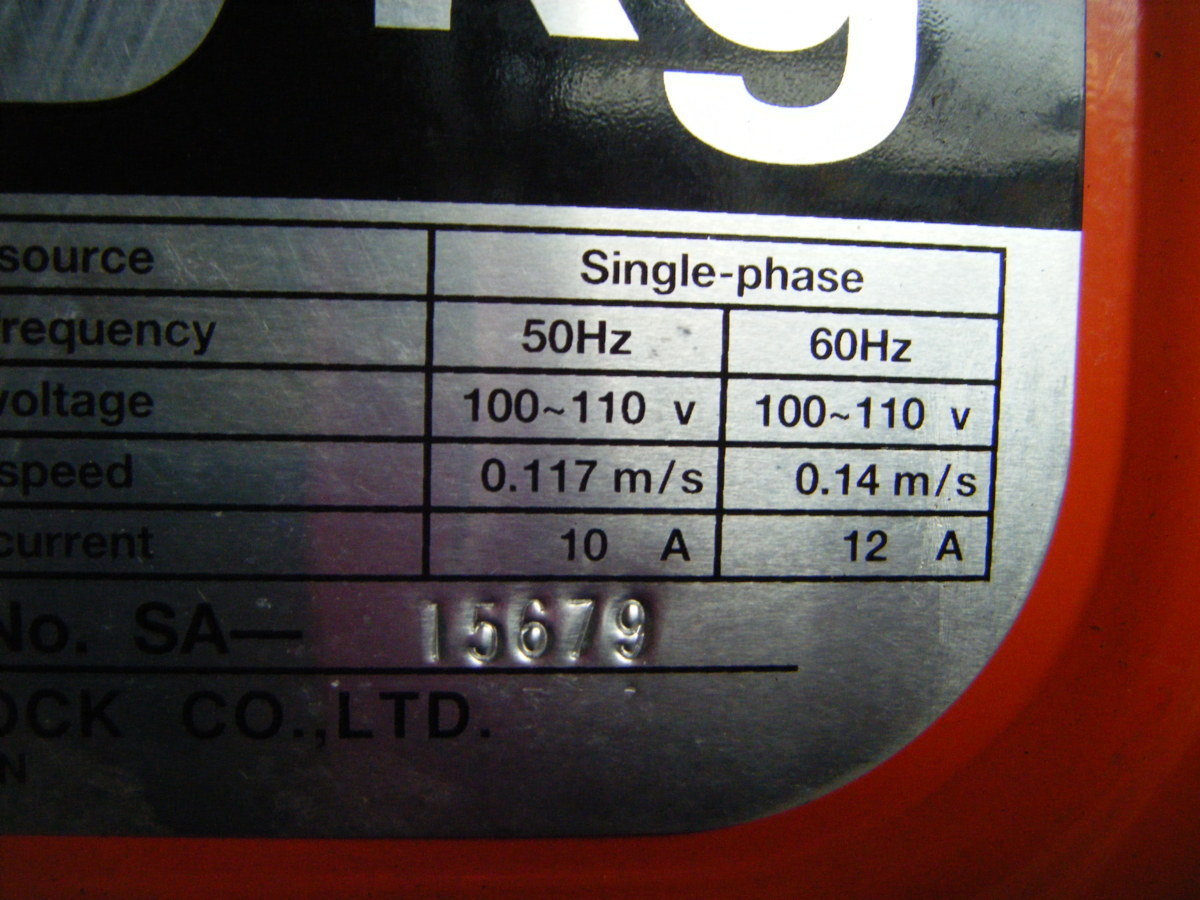 Kg
source Single-phase
requency 50Hz 60Hz
voltage 100~110 v 100~110 v
speed 0.117 m/s 0.14 m/s
current 10 A 12 A
No. SA— 15679
OCK CO.,LTD.
N